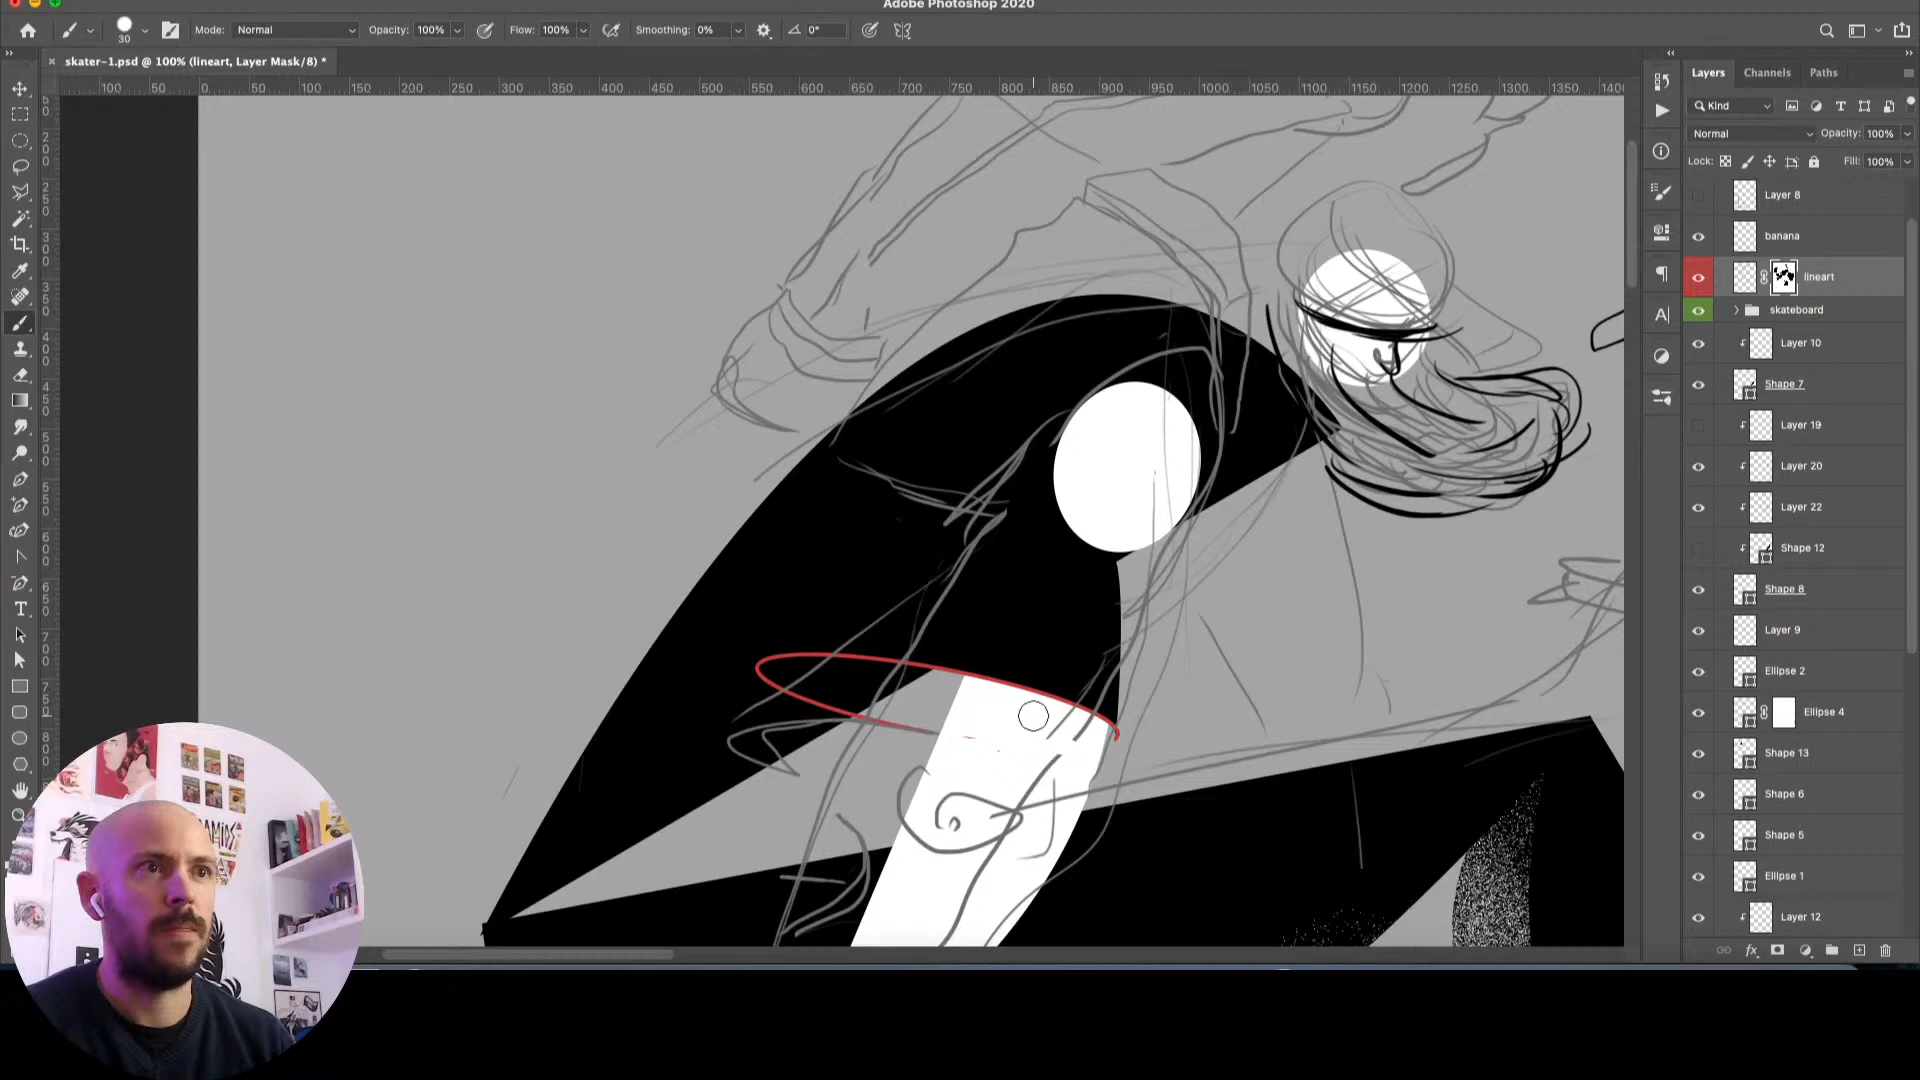 Adobe Photoshop 2020
30
Mode: Normal
Opacity: 100%
Flow: 100%
Smoothing: 0%
0°
× skater-1.psd @ 100% (lineart, Layer Mask/8) *
100 50 0 50 100 150 200 250 300 350 400 450 500 550 600 650 700 750 800 850 900 950 1000 1050 1100 1150 1200 1250 1300 1350 1400
Layers Channels Paths
Kind
Normal Opacity: 100%
Lock: Fill: 100%
Layer 8
banana
lineart
skateboard
Layer 10
Shape 7
Layer 19
Layer 20
Layer 22
Shape 12
Shape 8
Layer 9
Ellipse 2
Ellipse 4
Shape 13
Shape 6
Shape 5
Ellipse 1
Layer 12